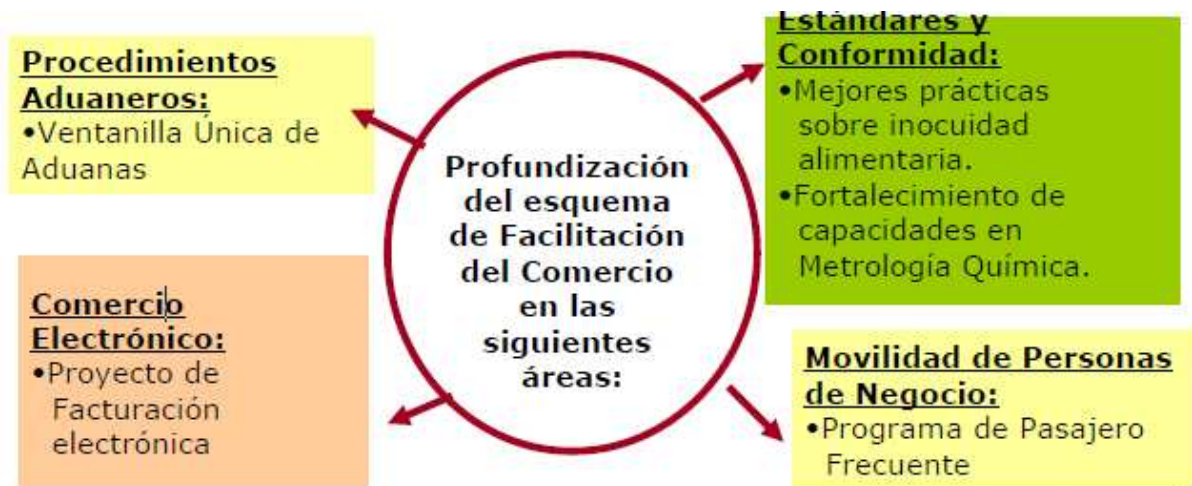 Procedimientos
Aduaneros:
•Ventanilla Única de
Aduanas
Estándares y
Conformidad:
•Mejores prácticas
sobre inocuidad
alimentaria.
•Fortalecimiento de
capacidades en
Metrología Química.
Profundización
del esquema
de Facilitación
del Comercio
en las
siguientes
áreas:
Comercio
Electrónico:
•Proyecto de
Facturación
electrónica
Movilidad de Personas
de Negocio:
•Programa de Pasajero
Frecuente